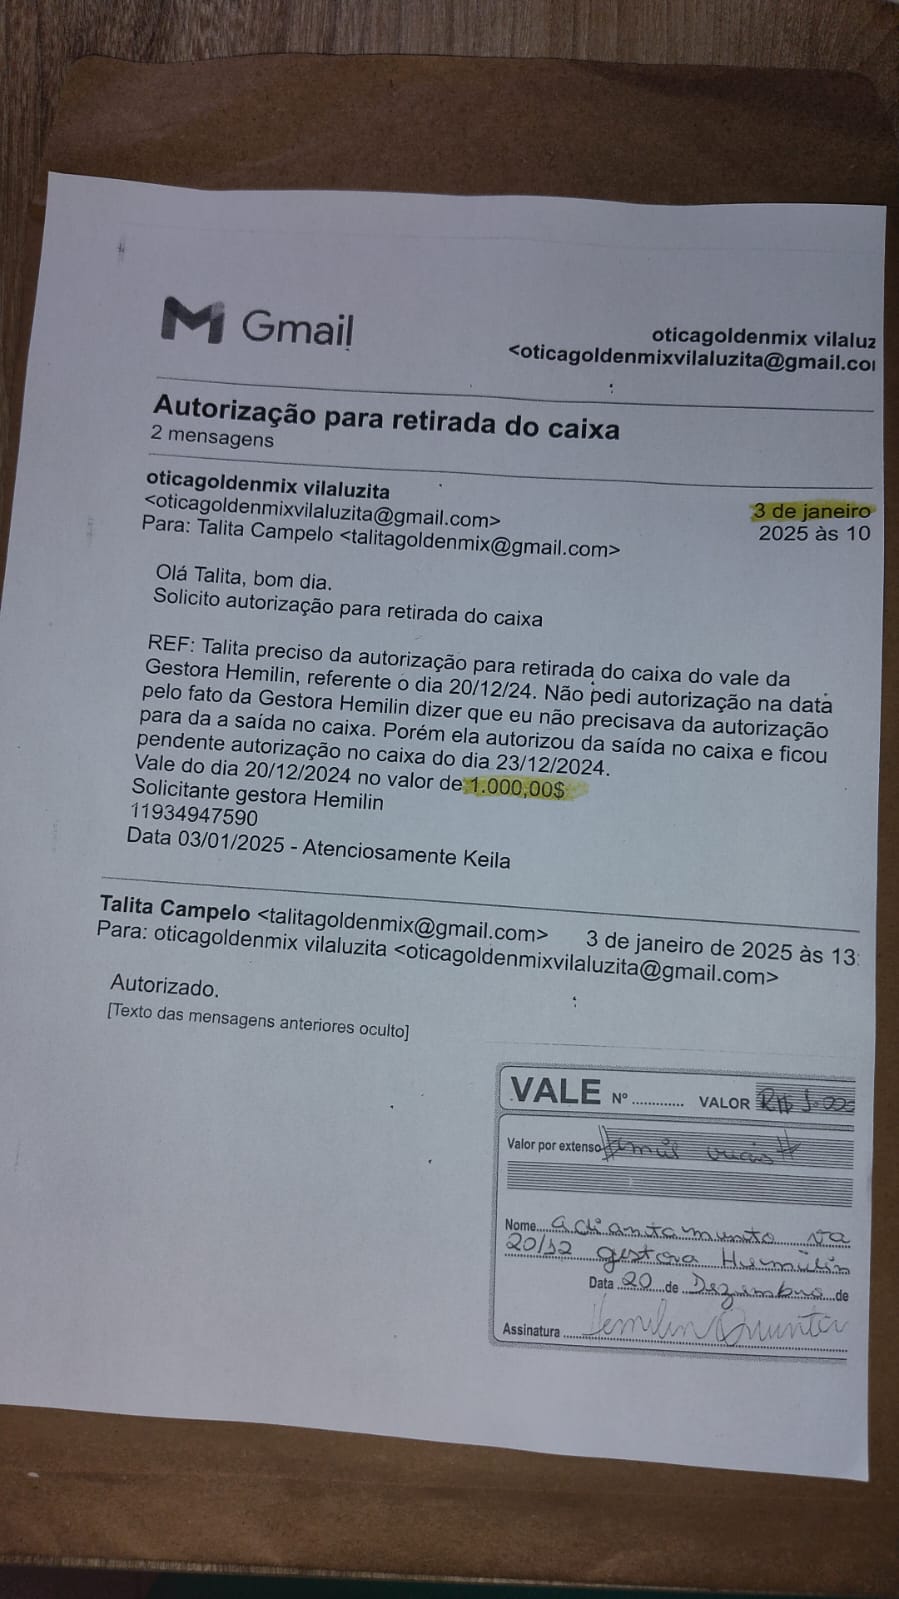 M Gmail
oticagoldenmix vilaluz
<oticagoldenmixvilaluzita@gmail.co
Autorização para retirada do caixa
2 mensagens
oticagoldenmix vilaluzita
<oticagoldenmixvilaluzita@gmail.com>
Para: Talita Campelo <talitagoldenmix@gmail.com>
3 de janeiro
2025 às 10
Olá Talita, bom dia.
Solicito autorização para retirada do caixa
REF: Talita preciso da autorização para retirada do caixa do vale da
Gestora Hemilin, referente o dia 20/12/24. Não pedi autorização na data
pelo fato da Gestora Hemilin dizer que eu não precisava da autorização
para da a saída no caixa. Porém ela autorizou da saída no caixa e ficou
pendente autorização no caixa do dia 23/12/2024.
Vale do dia 20/12/2024 no valor de 1.000,00$
Solicitante gestora Hemilin
11934947590
Data 03/01/2025 - Atenciosamente Keila
Talita Campelo <talitagoldenmix@gmail.com> 3 de janeiro de 2025 às 13:
Para: oticagoldenmix vilaluzita <oticagoldenmixvilaluzita@gmail.com>
Autorizado.
[Texto das mensagens anteriores oculto]
VALE Nº ............. VALOR R$ 1.000
Valor por extenso # mil reais #
Nome....adiantamento va
20/12 gestora Hemilin
Data 20 de Dezembro de
Assinatura Hemilin